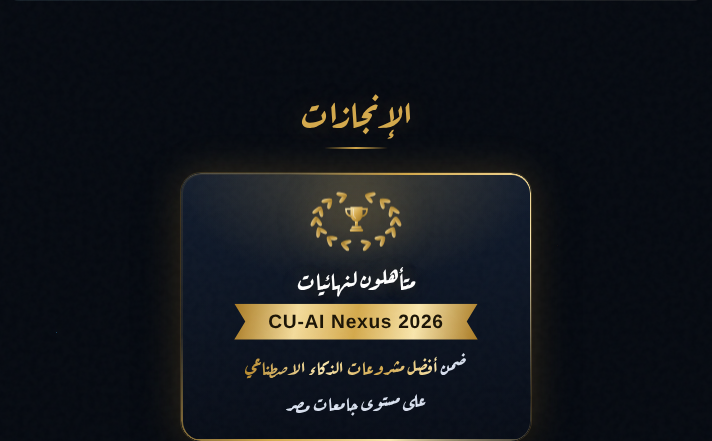 الإنجازات
متأهلون لنهائيات
CU-AI Nexus 2026
ضمن أفضل مشروعات الذكاء الاصطناعي
على مستوى جامعات مصر